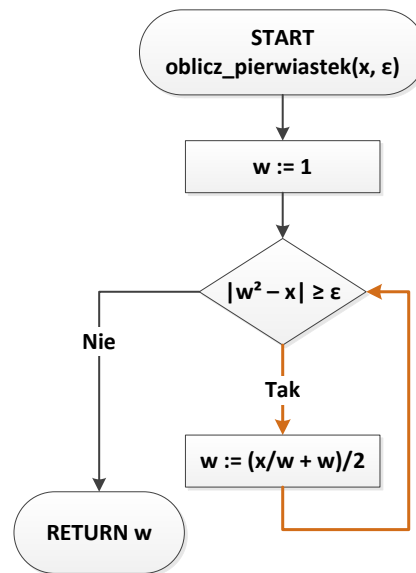 START
oblicz_pierwiastek(x, ε)
w := 1
|w² – x| ≥ ε
Nie
Tak
w := (x/w + w)/2
RETURN w